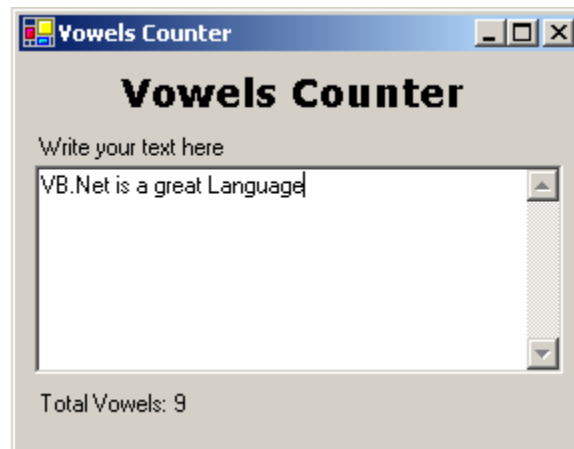 Vowels Counter
Vowels Counter
Write your text here
VB.Net is a great Language
Total Vowels: 9